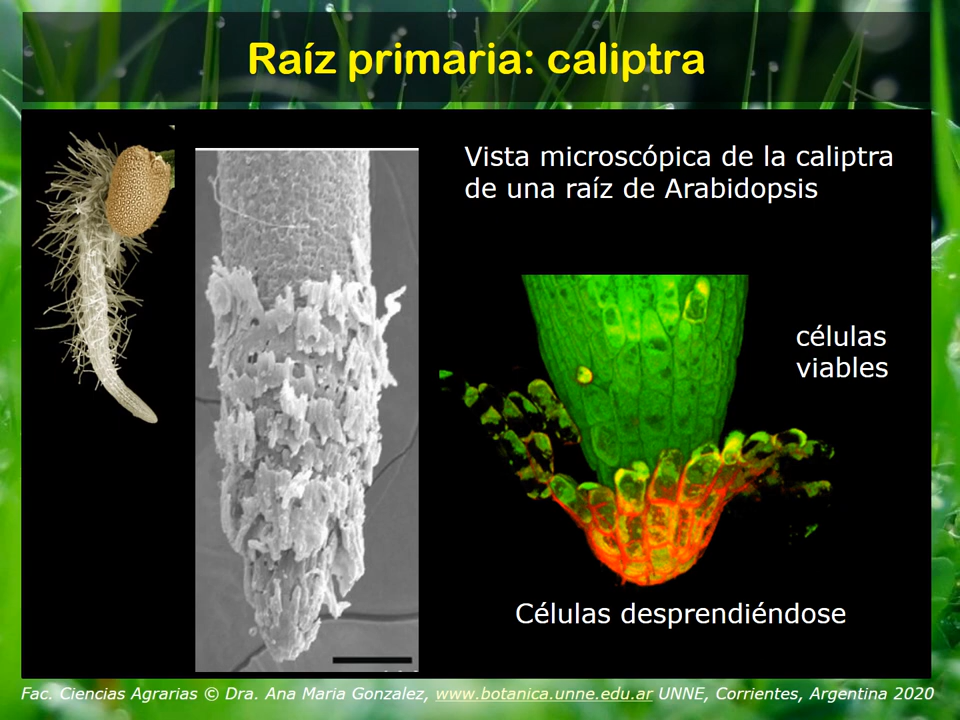 Raíz primaria: caliptra
Vista microscópica de la caliptra
de una raíz de Arabidopsis
células
viables
Células desprendiéndose
Fac. Ciencias Agrarias © Dra. Ana Maria Gonzalez, www.botanica.unne.edu.ar UNNE, Corrientes, Argentina 2020